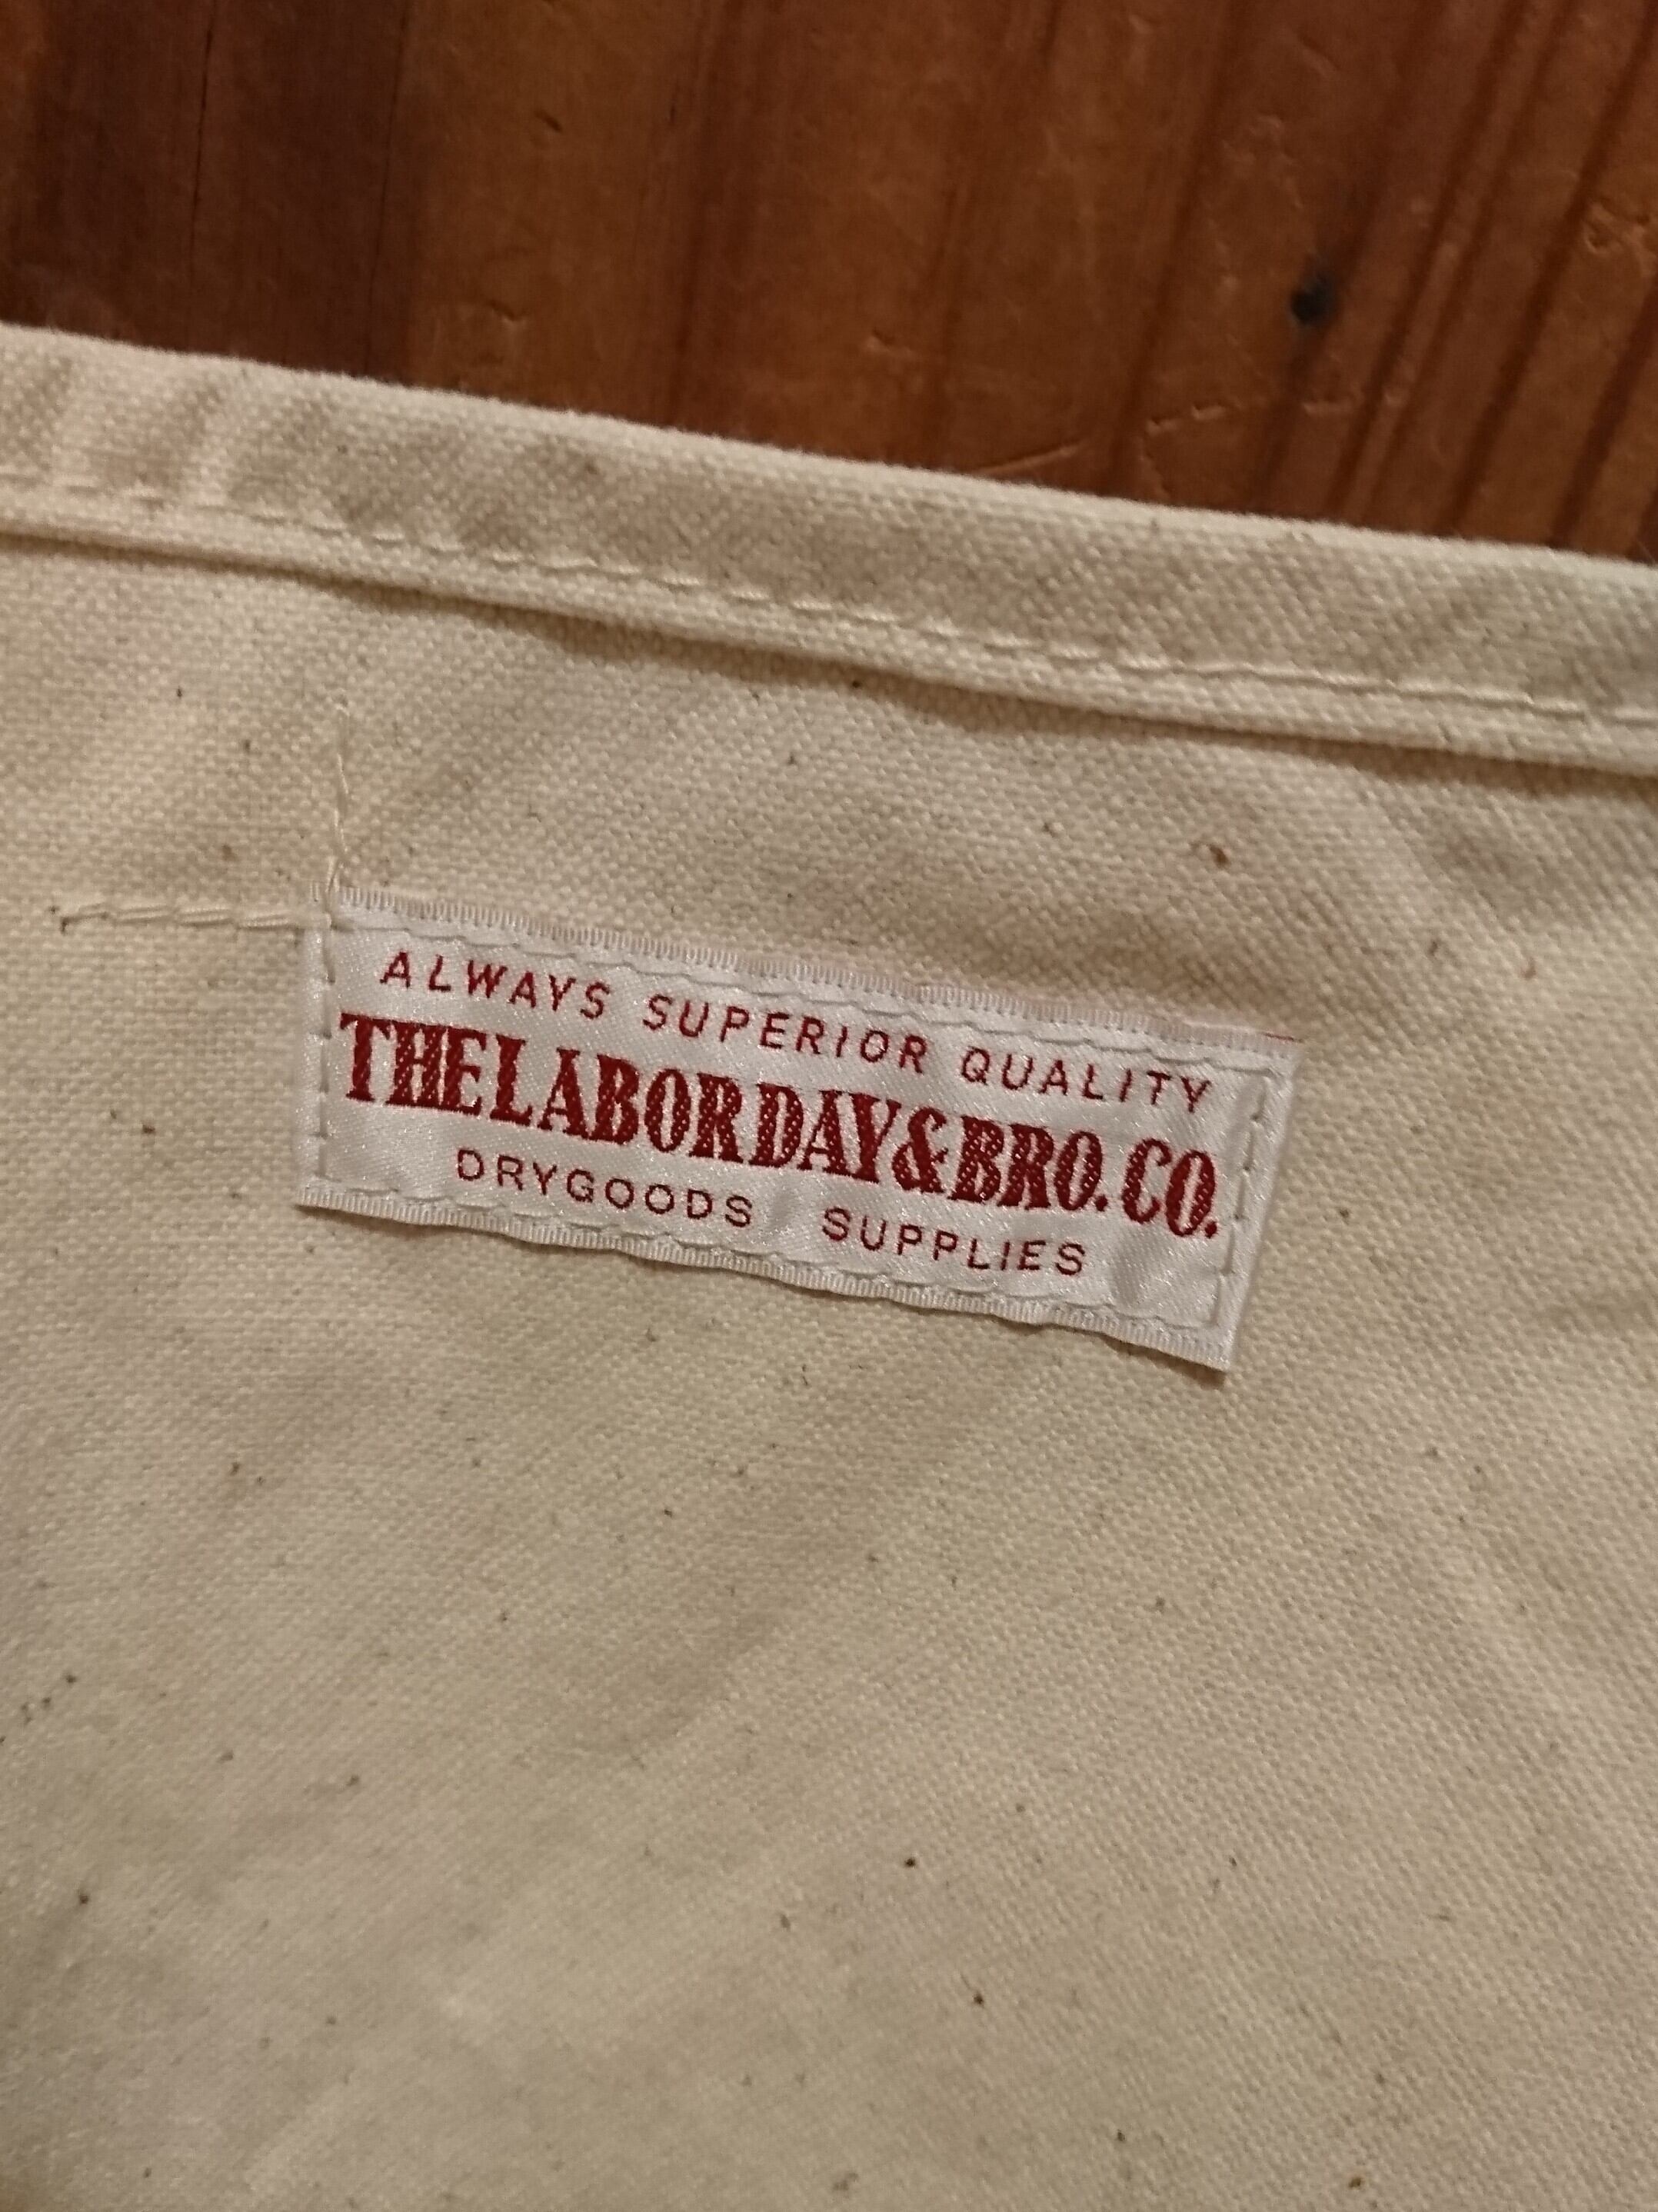 ALWAYS SUPERIOR QUALITY
THE LABOR DAY & BRO. CO.
DRYGOODS SUPPLIES